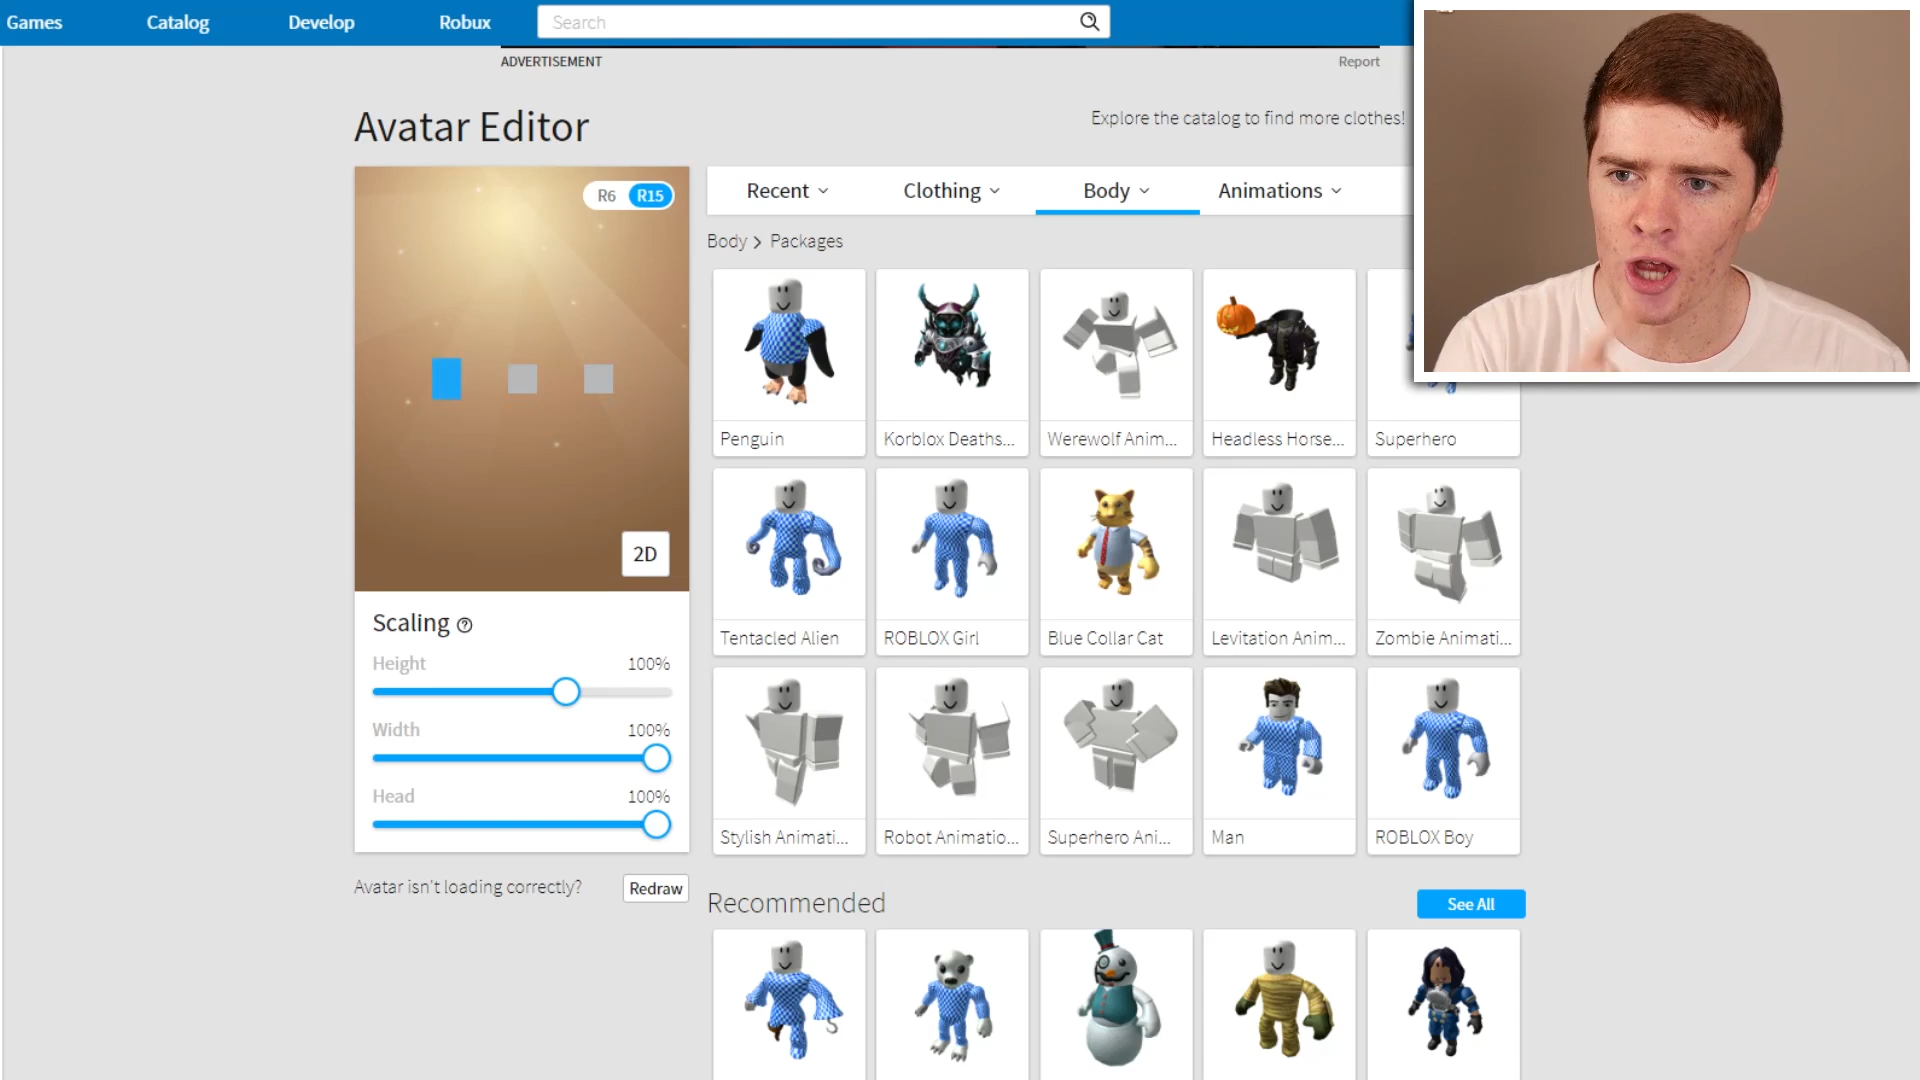 Games Catalog Develop Robux Search
ADVERTISEMENT Report
Avatar Editor
Explore the catalog to find more clothes!
R6 R15
Recent Clothing Body Animations
Body > Packages
Penguin Korblox Deaths... Werewolf Anim... Headless Horse... Superhero
2D
Tentacled Alien ROBLOX Girl Blue Collar Cat Levitation Anim... Zombie Animati...
Scaling ?
Height 100%
Width 100%
Head 100%
Stylish Animati... Robot Animatio... Superhero Ani... Man ROBLOX Boy
Avatar isn't loading correctly? Redraw
Recommended See All